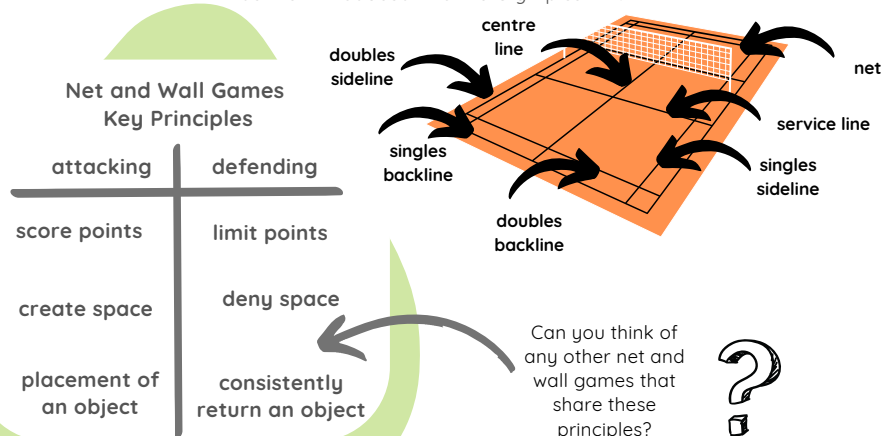 Net and Wall Games
Key Principles
attacking
defending
score points
limit points
create space
deny space
placement of
an object
consistently
return an object
centre
line
doubles
sideline
net
service line
singles
backline
singles
sideline
doubles
backline
Can you think of
any other net and
wall games that
share these
principles?
?